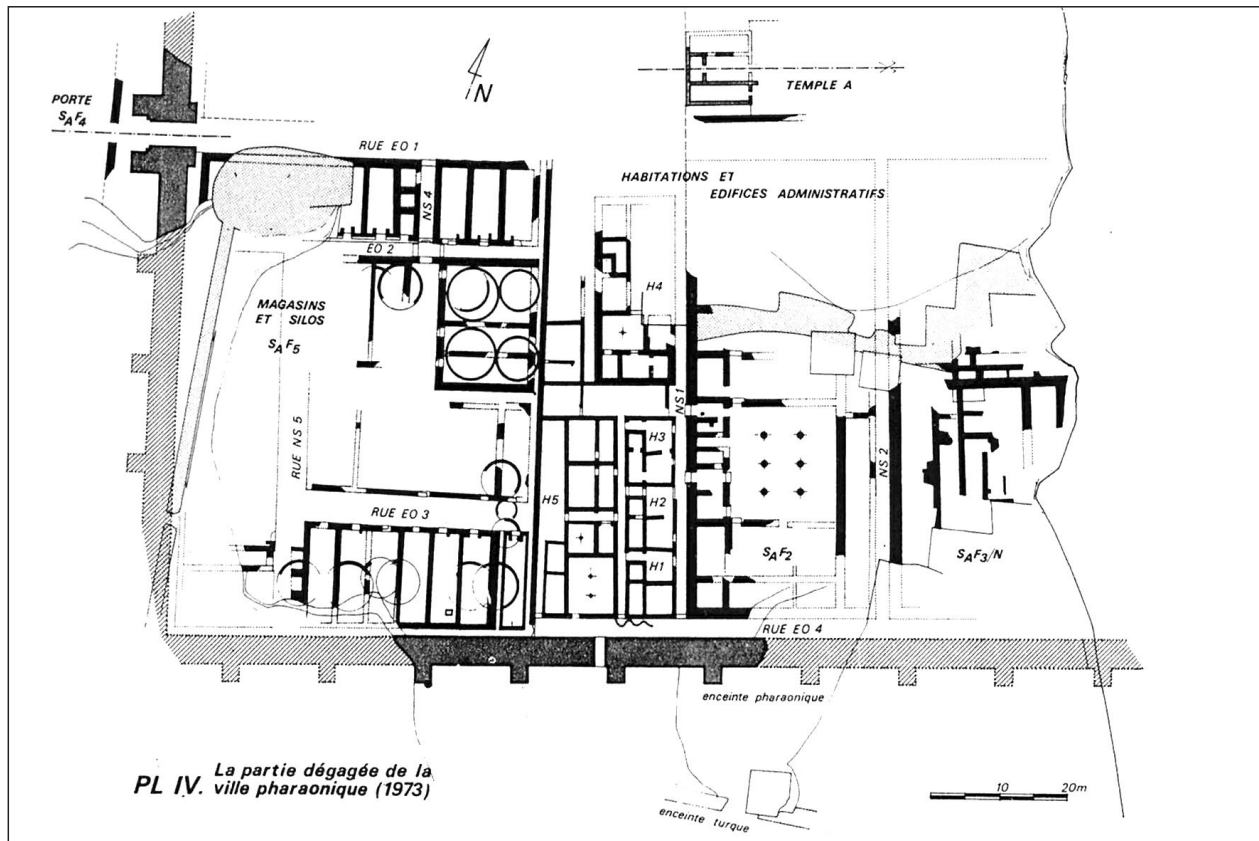 PORTE
SAF4
N
TEMPLE A
RUE EO 1
HABITATIONS ET
EDIFICES ADMINISTRATIFS
NS 4
EO 2
H4
MAGASINS
ET SILOS
SAF5
NS1
RUE NS 5
H3
H5
H2
NS 2
RUE EO 3
H1
SAF2
SAF3/N
RUE EO 4
enceinte pharaonique
PL IV. La partie dégagée de la
ville pharaonique (1973)
10 20m
enceinte turque